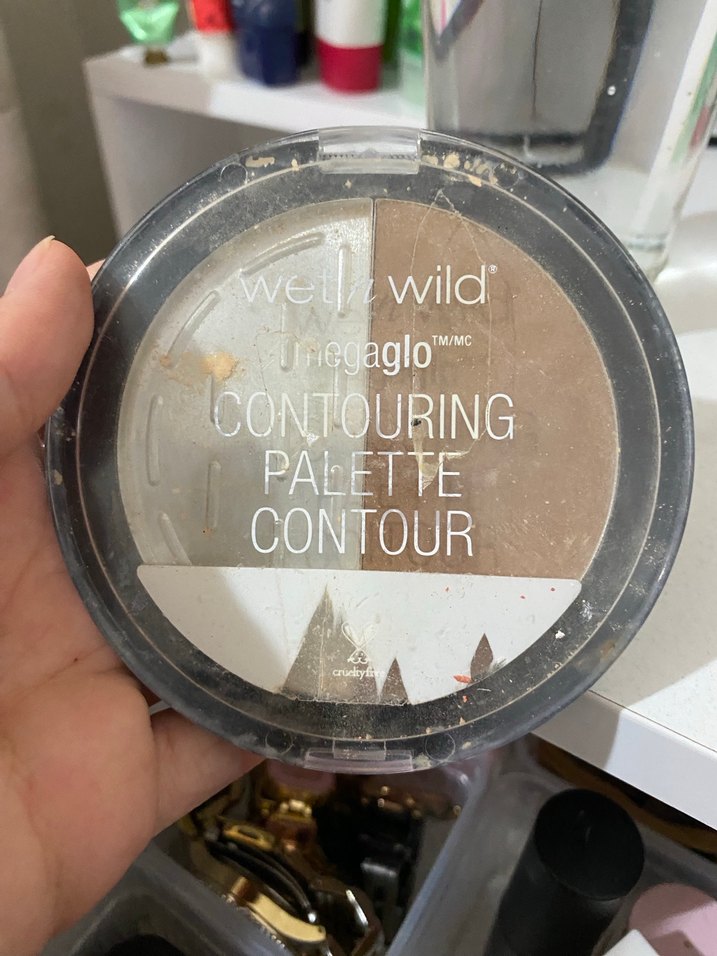 wet n wild®
megaglo™/MC
CONTOURING
PALETTE
CONTOUR
crueltyfree